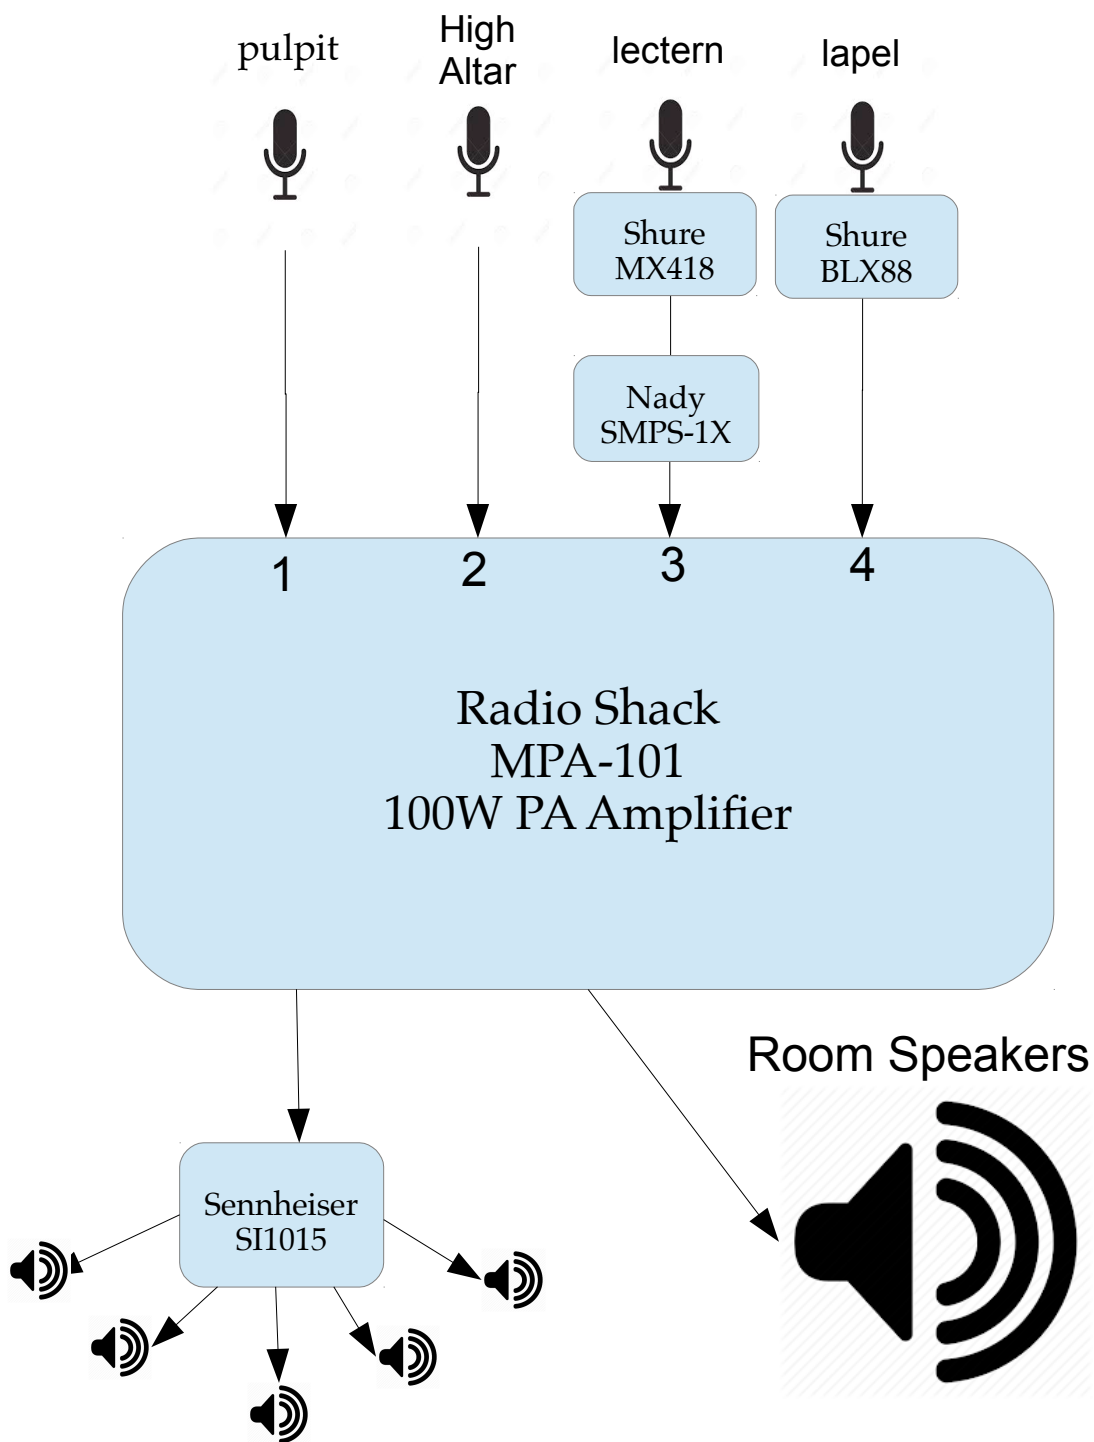 pulpit
High
Altar
lectern
lapel
Shure
MX418
Shure
BLX88
Nady
SMPS-1X
1
2
3
4
Radio Shack
MPA-101
100W PA Amplifier
Room Speakers
Sennheiser
SI1015